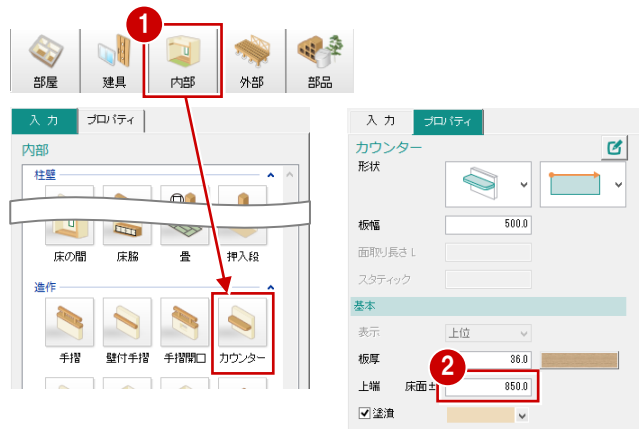 1
部屋 建具 内部 外部 部品
入 力 プロパティ
内部
柱壁
床の間 床脇 畳 押入段
造作
手摺 壁付手摺 手摺開口 カウンター
入 力 プロパティ
カウンター
形状
板幅 500.0
面取り長さ L
スタティック
基本
表示 上位
板厚 36.0
2
上端 床面± 850.0
塗潰